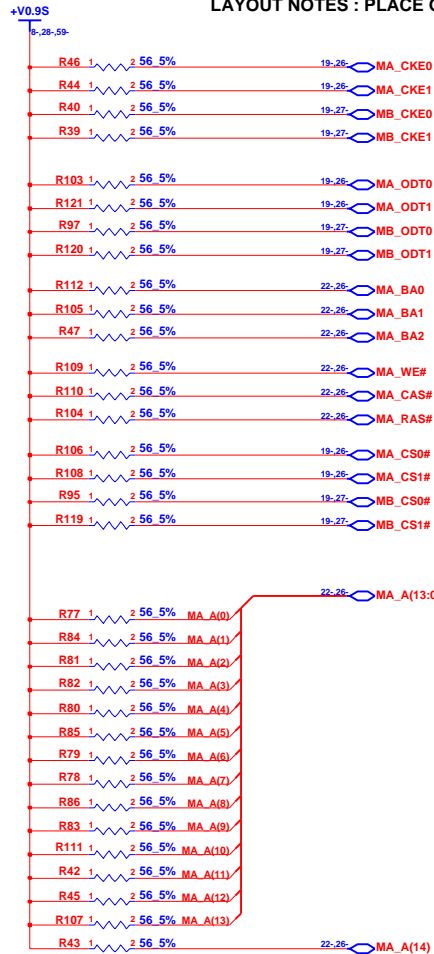 LAYOUT NOTES : PLACE
+V0.9S
8-,28-,59-
R46 1 2 56_5% 19-,26- MA_CKE0
R44 1 2 56_5% 19-,26- MA_CKE1
R40 1 2 56_5% 19-,27- MB_CKE0
R39 1 2 56_5% 19-,27- MB_CKE1
R103 1 2 56_5% 19-,26- MA_ODT0
R121 1 2 56_5% 19-,26- MA_ODT1
R97 1 2 56_5% 19-,27- MB_ODT0
R120 1 2 56_5% 19-,27- MB_ODT1
R112 1 2 56_5% 22-,26- MA_BA0
R105 1 2 56_5% 22-,26- MA_BA1
R47 1 2 56_5% 22-,26- MA_BA2
R109 1 2 56_5% 22-,26- MA_WE#
R110 1 2 56_5% 22-,26- MA_CAS#
R104 1 2 56_5% 22-,26- MA_RAS#
R106 1 2 56_5% 19-,26- MA_CS0#
R108 1 2 56_5% 19-,26- MA_CS1#
R95 1 2 56_5% 19-,27- MB_CS0#
R119 1 2 56_5% 19-,27- MB_CS1#
22-,26- MA_A(13:0
R77 1 2 56_5% MA_A(0)
R84 1 2 56_5% MA_A(1)
R81 1 2 56_5% MA_A(2)
R82 1 2 56_5% MA_A(3)
R80 1 2 56_5% MA_A(4)
R85 1 2 56_5% MA_A(5)
R79 1 2 56_5% MA_A(6)
R78 1 2 56_5% MA_A(7)
R86 1 2 56_5% MA_A(8)
R83 1 2 56_5% MA_A(9)
R111 1 2 56_5% MA_A(10)
R42 1 2 56_5% MA_A(11)
R45 1 2 56_5% MA_A(12)
R107 1 2 56_5% MA_A(13)
R43 1 2 56_5% 22-,26- MA_A(14)